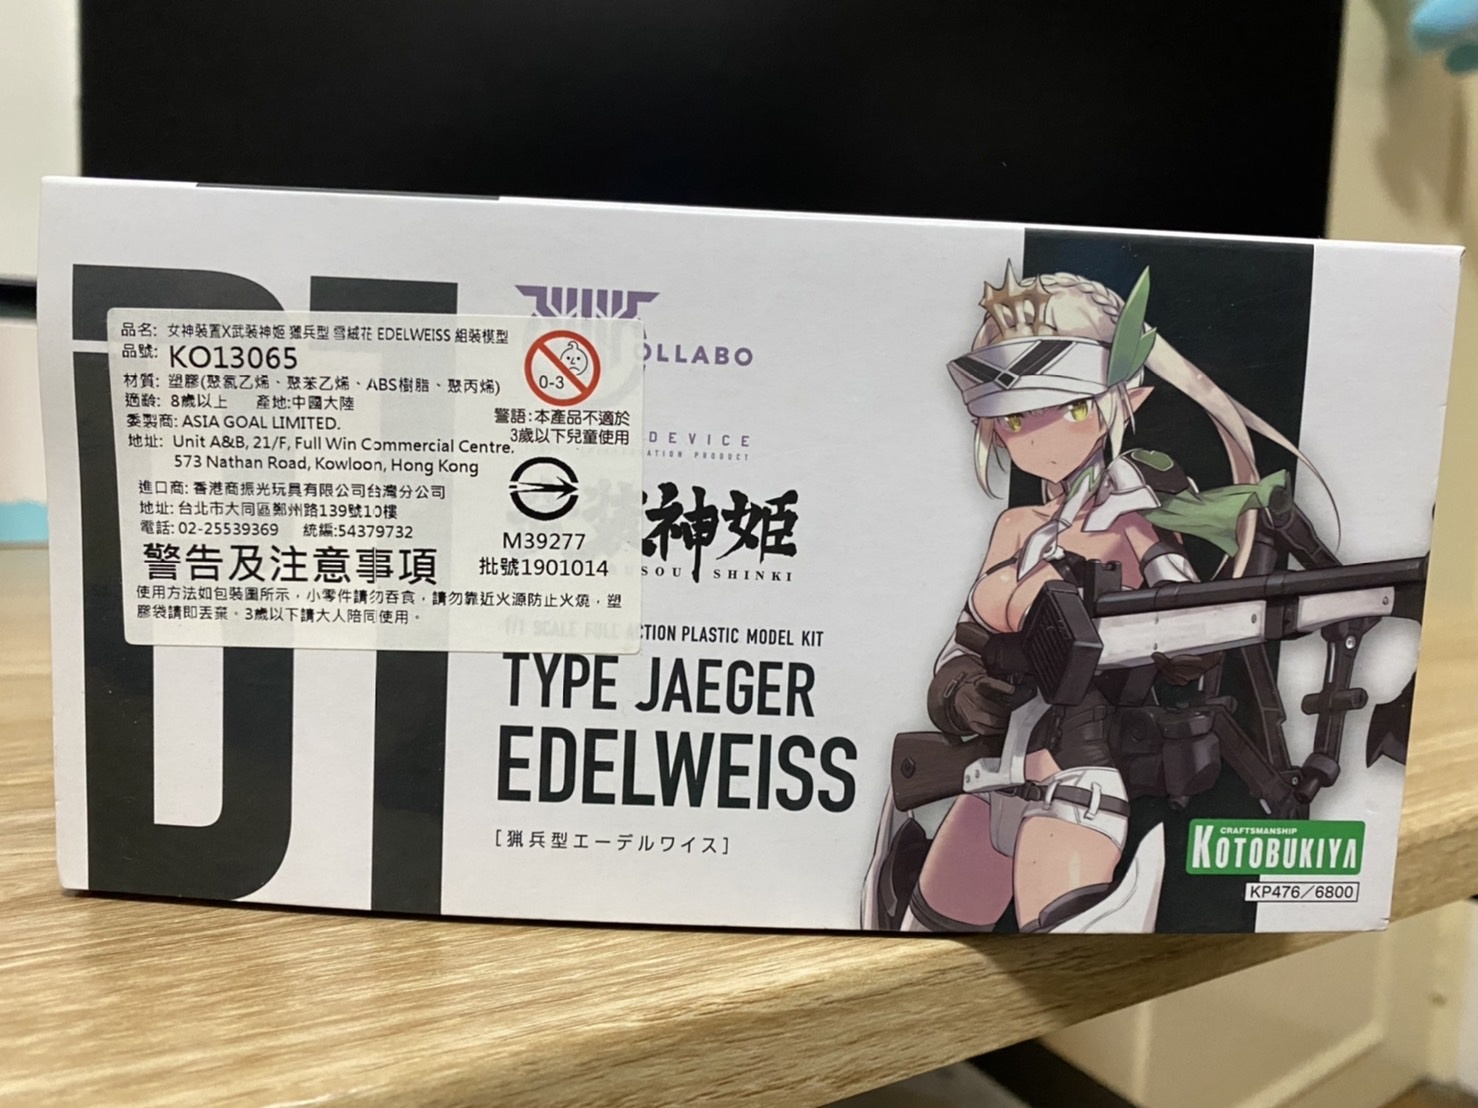 品名: 女神裝置X武裝神姬 獵兵型 雪絨花 EDELWEISS 組裝模型
品號: KO13065
材質: 塑膠(聚氯乙烯、聚苯乙烯、ABS樹脂、聚丙烯)
適齡: 8歲以上 產地:中國大陸
委製商: ASIA GOAL LIMITED.
地址: Unit A&B, 21/F, Full Win Commercial Centre.
573 Nathan Road, Kowloon, Hong Kong
進口商: 香港商振光玩具有限公司台灣分公司
地址: 台北市大同區鄭州路139號10樓
電話: 02-25539369 統編:54379732
警告及注意事項
使用方法如包裝圖所示，小零件請勿吞食，請勿靠近火源防止火燒，塑
膠袋請即丟棄。3歲以下請大人陪同使用。
0-3
警語:本產品不適於
3歲以下兒童使用
M39277
批號1901014
OLLABO
DEVICE
ATION PRODUCT
神姫
SOU SHINKI
1/1 SCALE FULL ACTION PLASTIC MODEL KIT
TYPE JAEGER
EDELWEISS
[猟兵型エーデルワイス]
CRAFTSMANSHIP
KOTOBUKIYA
KP476/6800